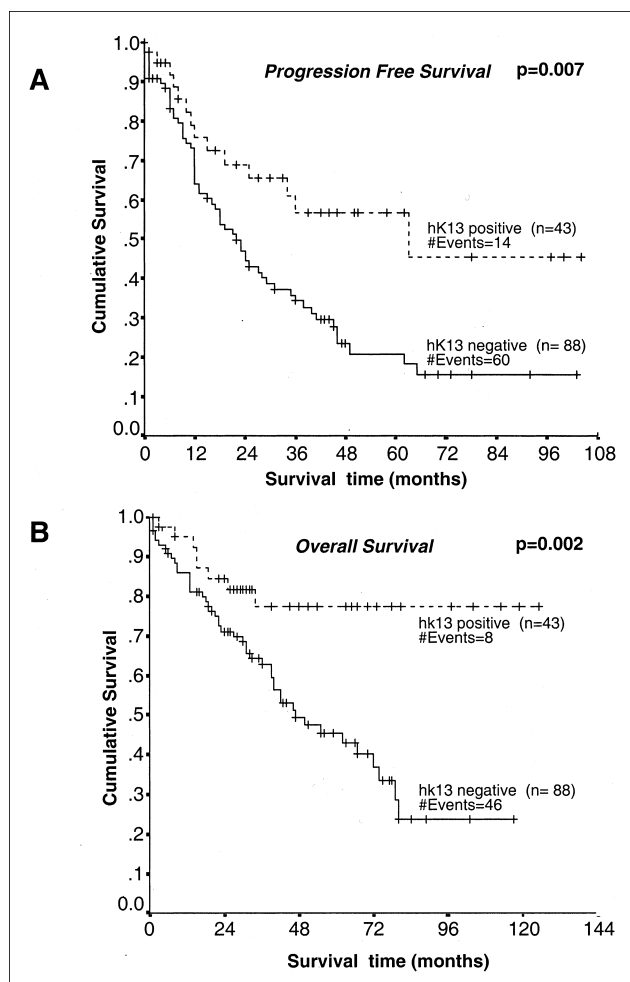 A
Progression Free Survival p=0.007
Cumulative Survival
1.0
.9
.8
.7
.6
.5
.4
.3
.2
.1
0.0
hK13 positive (n=43)
#Events=14
hK13 negative (n= 88)
#Events=60
0 12 24 36 48 60 72 84 96 108
Survival time (months)
B
Overall Survival p=0.002
Cumulative Survival
1.0
.9
.8
.7
.6
.5
.4
.3
.2
.1
0.0
hk13 positive (n=43)
#Events=8
hk13 negative (n= 88)
#Events=46
0 24 48 72 96 120 144
Survival time (months)